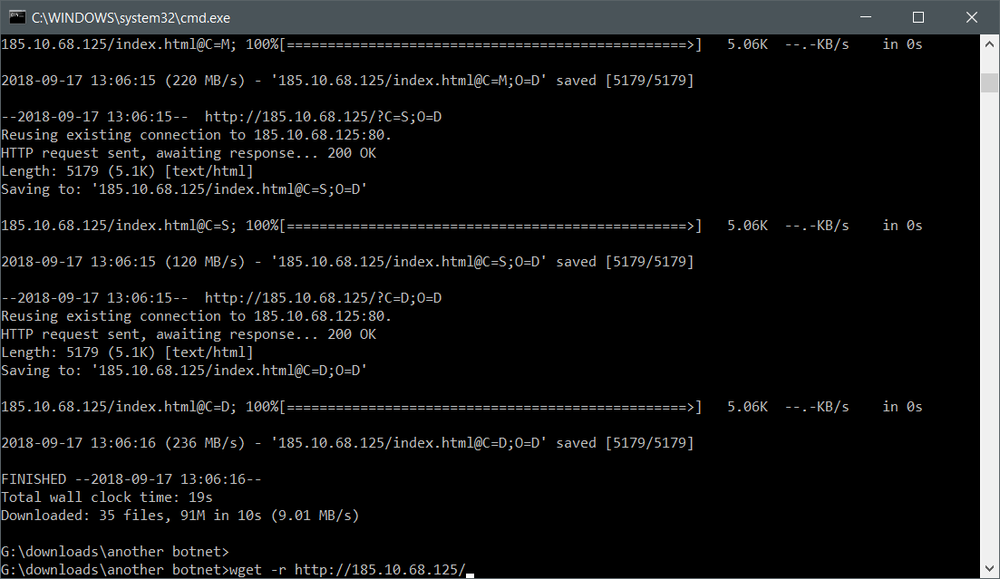 C:\WINDOWS\system32\cmd.exe
185.10.68.125/index.html@C=M; 100%[=================================================>]   5.06K  --.-KB/s    in 0s
2018-09-17 13:06:15 (220 MB/s) - '185.10.68.125/index.html@C=M;O=D' saved [5179/5179]
--2018-09-17 13:06:15--  http://185.10.68.125/?C=S;O=D
Reusing existing connection to 185.10.68.125:80.
HTTP request sent, awaiting response... 200 OK
Length: 5179 (5.1K) [text/html]
Saving to: '185.10.68.125/index.html@C=S;O=D'
185.10.68.125/index.html@C=S; 100%[=================================================>]   5.06K  --.-KB/s    in 0s
2018-09-17 13:06:15 (120 MB/s) - '185.10.68.125/index.html@C=S;O=D' saved [5179/5179]
--2018-09-17 13:06:15--  http://185.10.68.125/?C=D;O=D
Reusing existing connection to 185.10.68.125:80.
HTTP request sent, awaiting response... 200 OK
Length: 5179 (5.1K) [text/html]
Saving to: '185.10.68.125/index.html@C=D;O=D'
185.10.68.125/index.html@C=D; 100%[=================================================>]   5.06K  --.-KB/s    in 0s
2018-09-17 13:06:16 (236 MB/s) - '185.10.68.125/index.html@C=D;O=D' saved [5179/5179]
FINISHED --2018-09-17 13:06:16--
Total wall clock time: 19s
Downloaded: 35 files, 91M in 10s (9.01 MB/s)
G:\downloads\another botnet>
G:\downloads\another botnet>wget -r http://185.10.68.125/